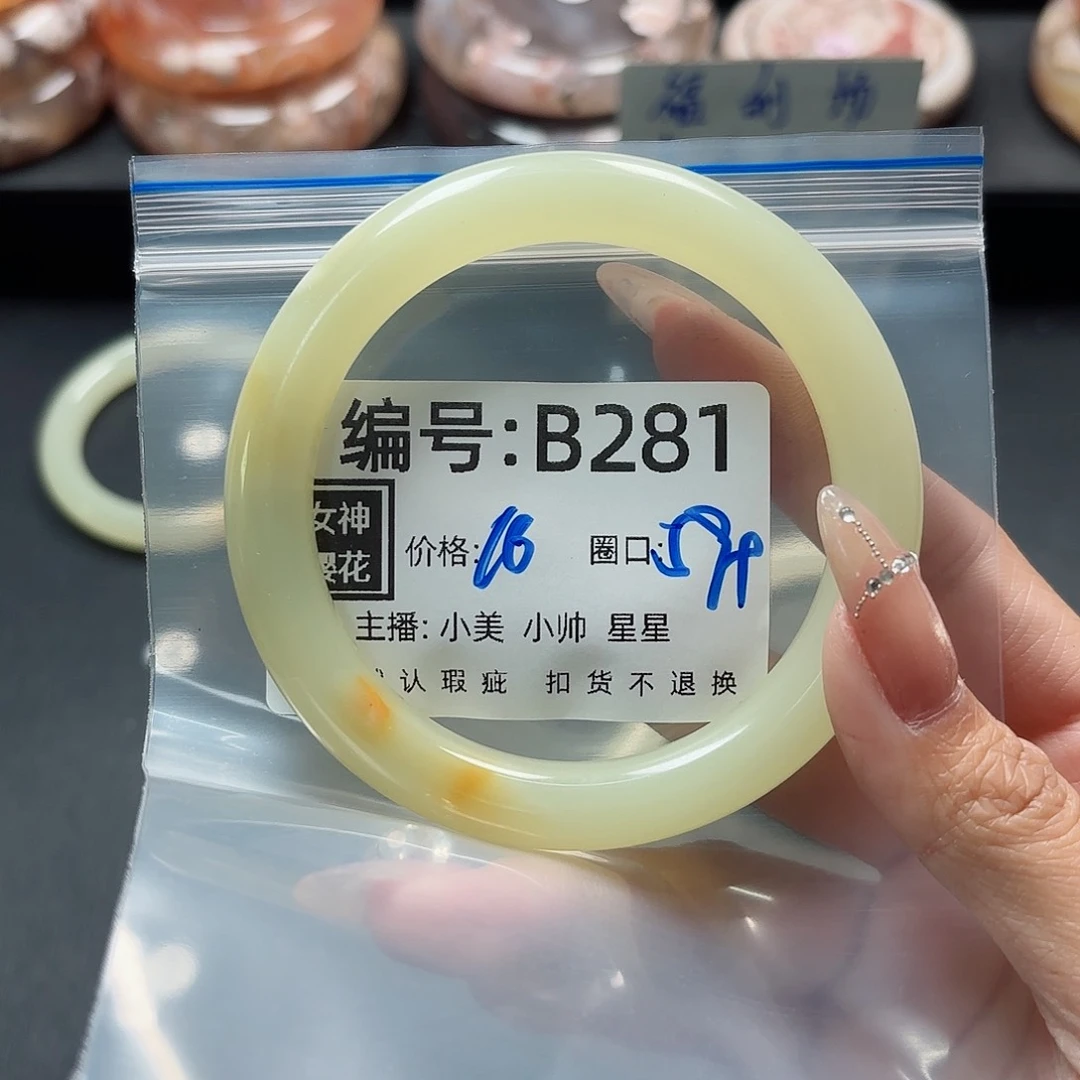 编号:B281
女神
樱花
价格:16 圈口:57
主播: 小美 小帅 星星
认瑕疵 扣货不退换